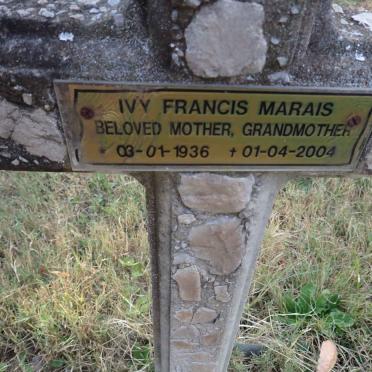 IVY FRANCIS MARAIS
BELOVED MOTHER, GRANDMOTHER
* 03-01-1936 + 01-04-2004